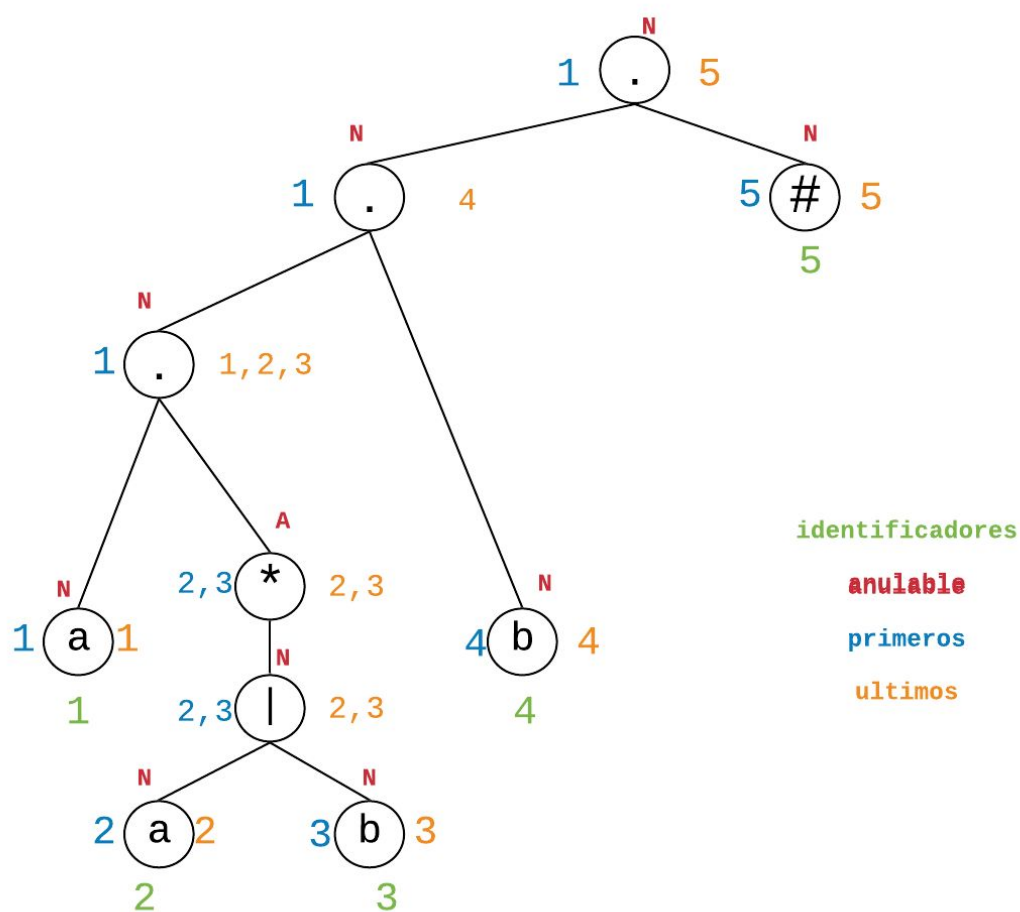 N
1 . 5
N N
1 . 4 5 # 5
5
N
1 . 1,2,3
A
identificadores
N 2,3 * 2,3 N anulable
1 a 1 4 b 4 primeros
N
1 2,3 | 2,3 4 ultimos
N N
2 a 2 3 b 3
2 3